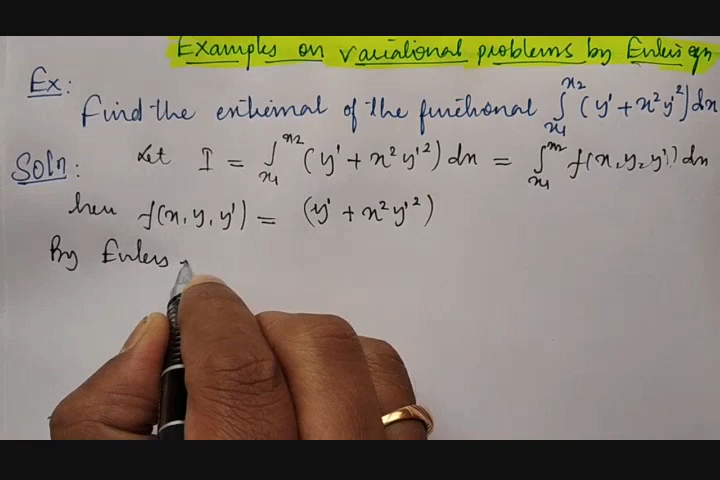 Examples on variational problems by Euler's eqn
Ex:
Find the extremal of the functional ∫_{x1}^{x2} (y' + x²y'²) dx
Soln: Let I = ∫_{x1}^{x2} (y' + x²y'²) dx = ∫_{x1}^{x2} f(x, y, y') dx
here f(x, y, y') = (y' + x²y'²)
By Eulers